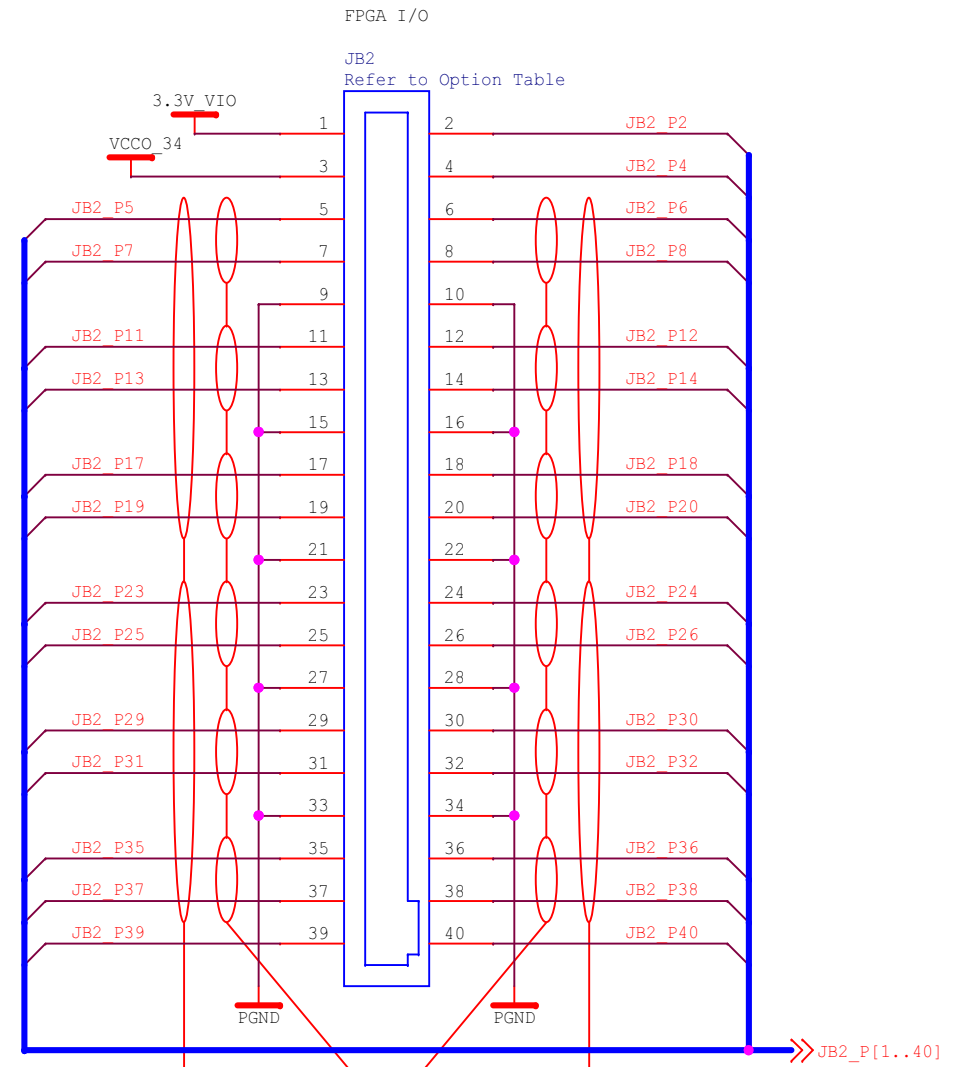 FPGA I/O
JB2
Refer to Option Table
3.3V_VIO
1 2 JB2_P2
VCCO_34
3 4 JB2_P4
JB2_P5 5 6 JB2_P6
JB2_P7 7 8 JB2_P8
9 10
JB2_P11 11 12 JB2_P12
JB2_P13 13 14 JB2_P14
15 16
JB2_P17 17 18 JB2_P18
JB2_P19 19 20 JB2_P20
21 22
JB2_P23 23 24 JB2_P24
JB2_P25 25 26 JB2_P26
27 28
JB2_P29 29 30 JB2_P30
JB2_P31 31 32 JB2_P32
33 34
JB2_P35 35 36 JB2_P36
JB2_P37 37 38 JB2_P38
JB2_P39 39 40 JB2_P40
PGND PGND
JB2_P[1..40]